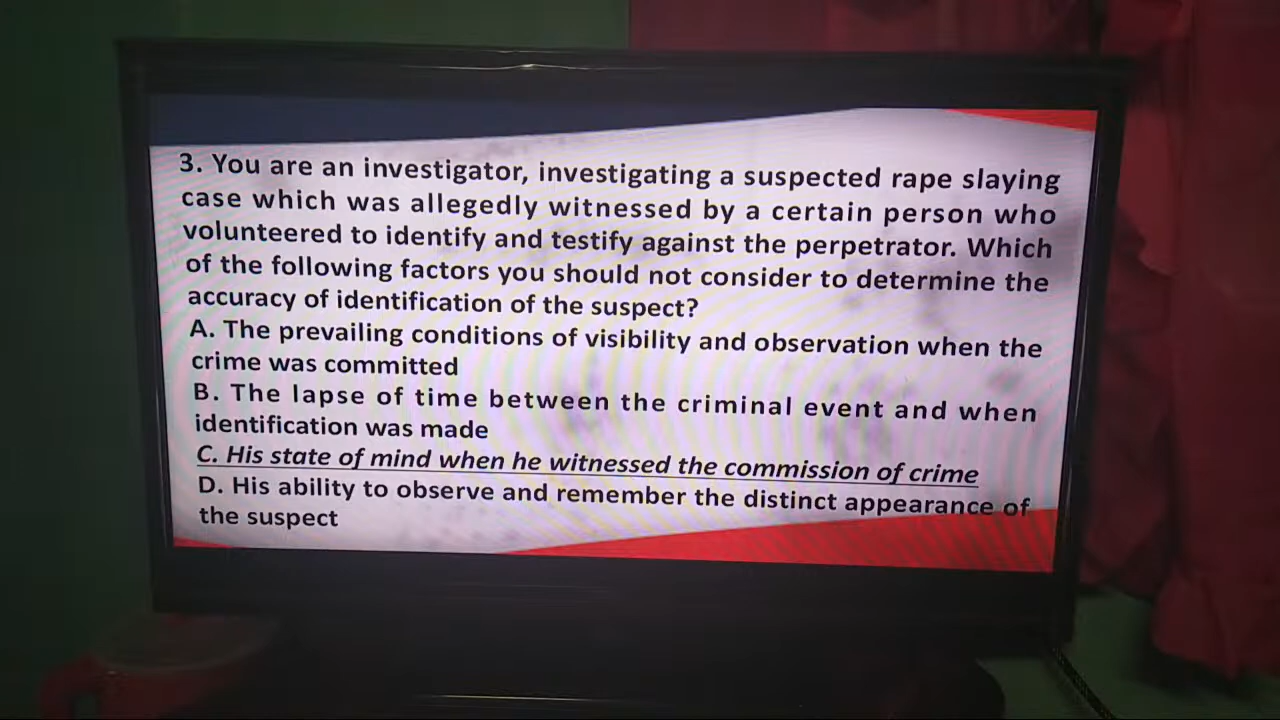 3. You are an investigator, investigating a suspected rape slaying
case which was allegedly witnessed by a certain person who
volunteered to identify and testify against the perpetrator. Which
of the following factors you should not consider to determine the
accuracy of identification of the suspect?
A. The prevailing conditions of visibility and observation when the
crime was committed
B. The lapse of time between the criminal event and when
identification was made
C. His state of mind when he witnessed the commission of crime
D. His ability to observe and remember the distinct appearance of
the suspect